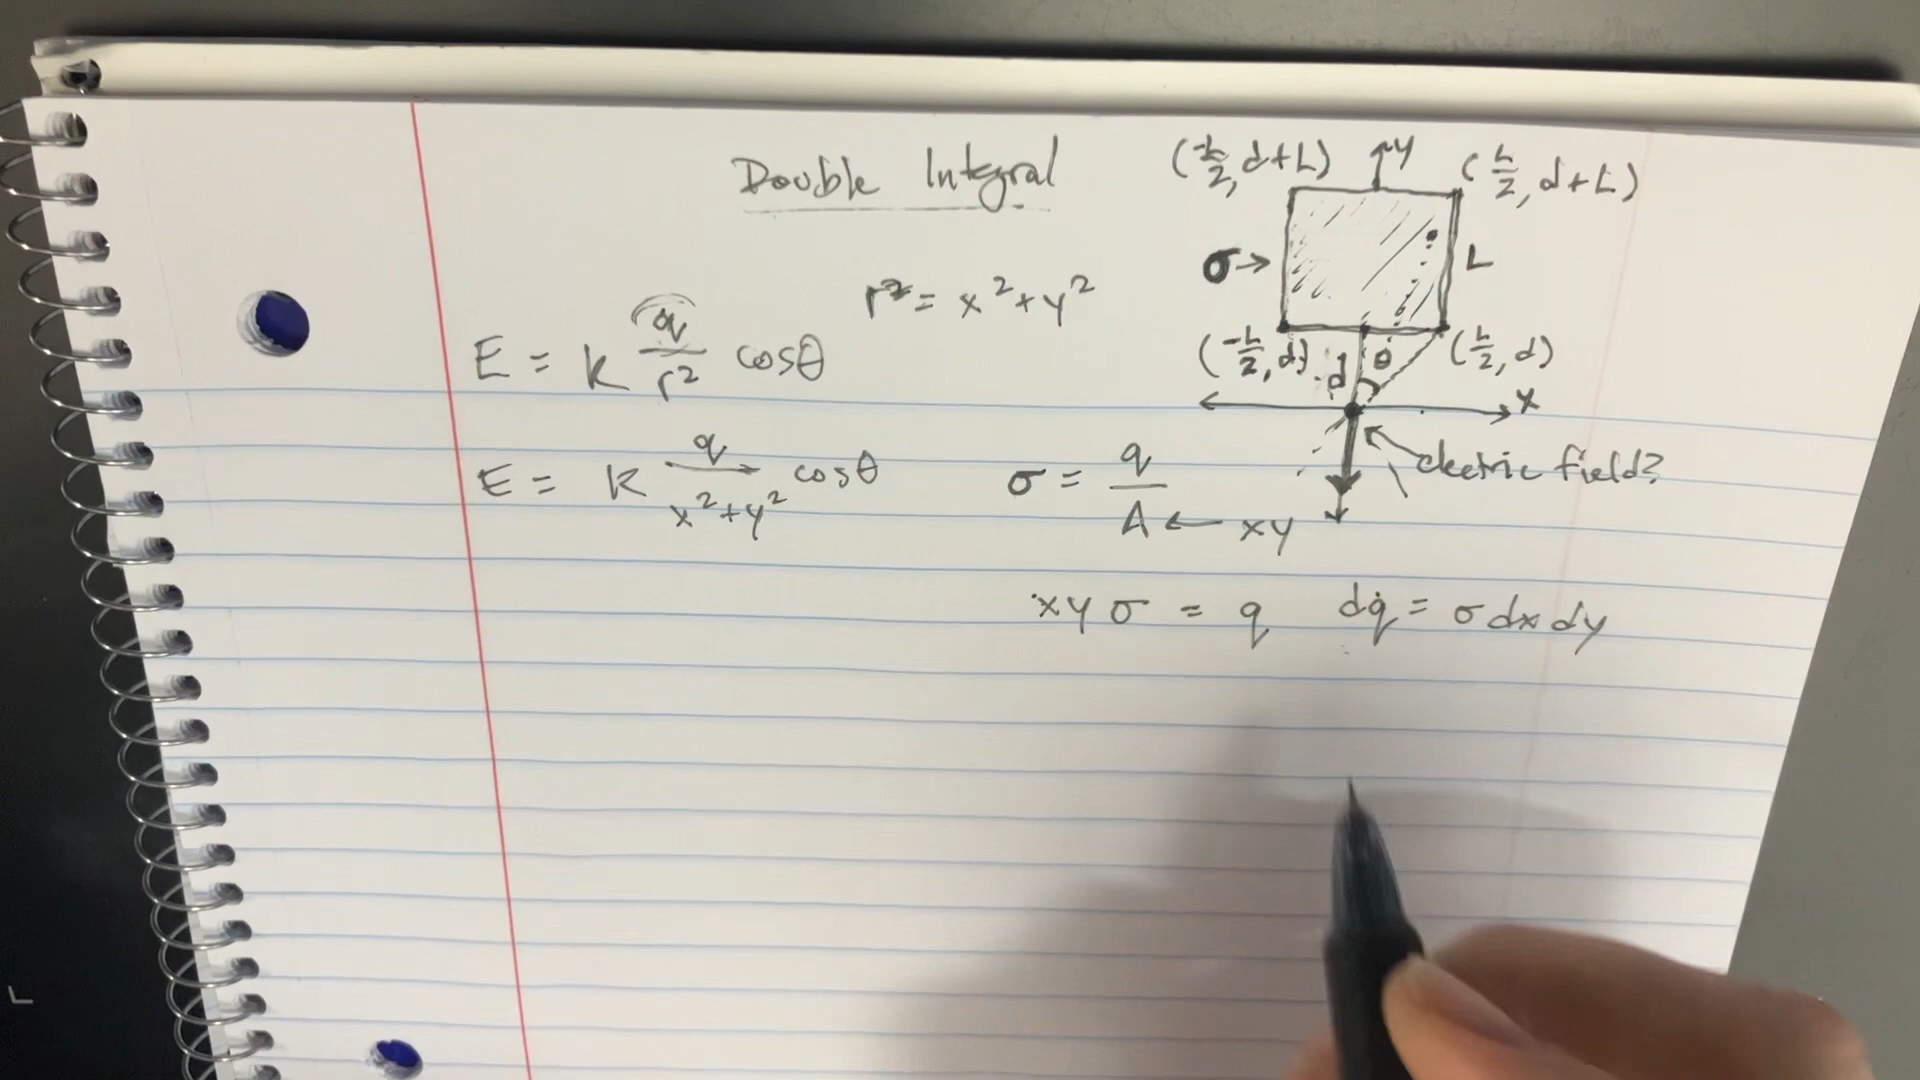 Double Integral
(-L/2, d+L) y (L/2, d+L)
σ → L
r² = x² + y²
E = k q/r² cosθ
(-L/2, d) d θ (L/2, d)
x
electric field?
E = k q/x²+y² cosθ
σ = q/A ← xy
xyσ = q dq = σ dx dy